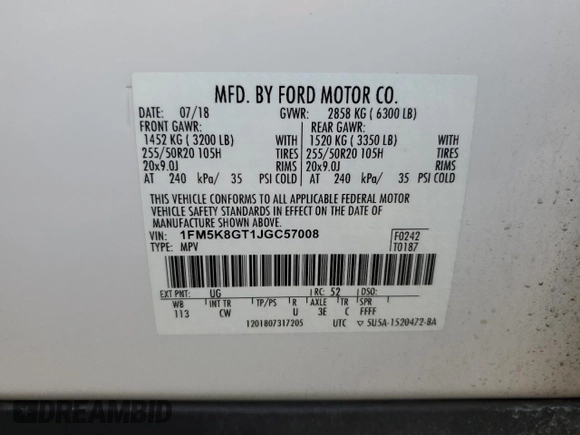 MFD. BY FORD MOTOR CO.
DATE: 07/18 GVWR: 2858 KG ( 6300 LB)
FRONT GAWR: REAR GAWR:
1452 KG ( 3200 LB) WITH 1520 KG ( 3350 LB) WITH
255/50R20 105H TIRES 255/50R20 105H TIRES
20x9.0J RIMS 20x9.0J RIMS
AT 240 kPa/ 35 PSI COLD AT 240 kPa/ 35 PSI COLD
THIS VEHICLE CONFORMS TO ALL APPLICABLE FEDERAL MOTOR
VEHICLE SAFETY STANDARDS IN EFFECT ON THE DATE OF
MANUFACTURE SHOWN ABOVE.
VIN: 1FM5K8GT1JGC57008 F0242
TYPE: MPV T0187
EXT PNT: UG RC: 52 DSO:
WB INT TR TP/PS R AXLE TR SPR
113 CW U 3E C FFFF
1201807317205 UTC ▽ 5U5A-1520472-BA
DREAMBID